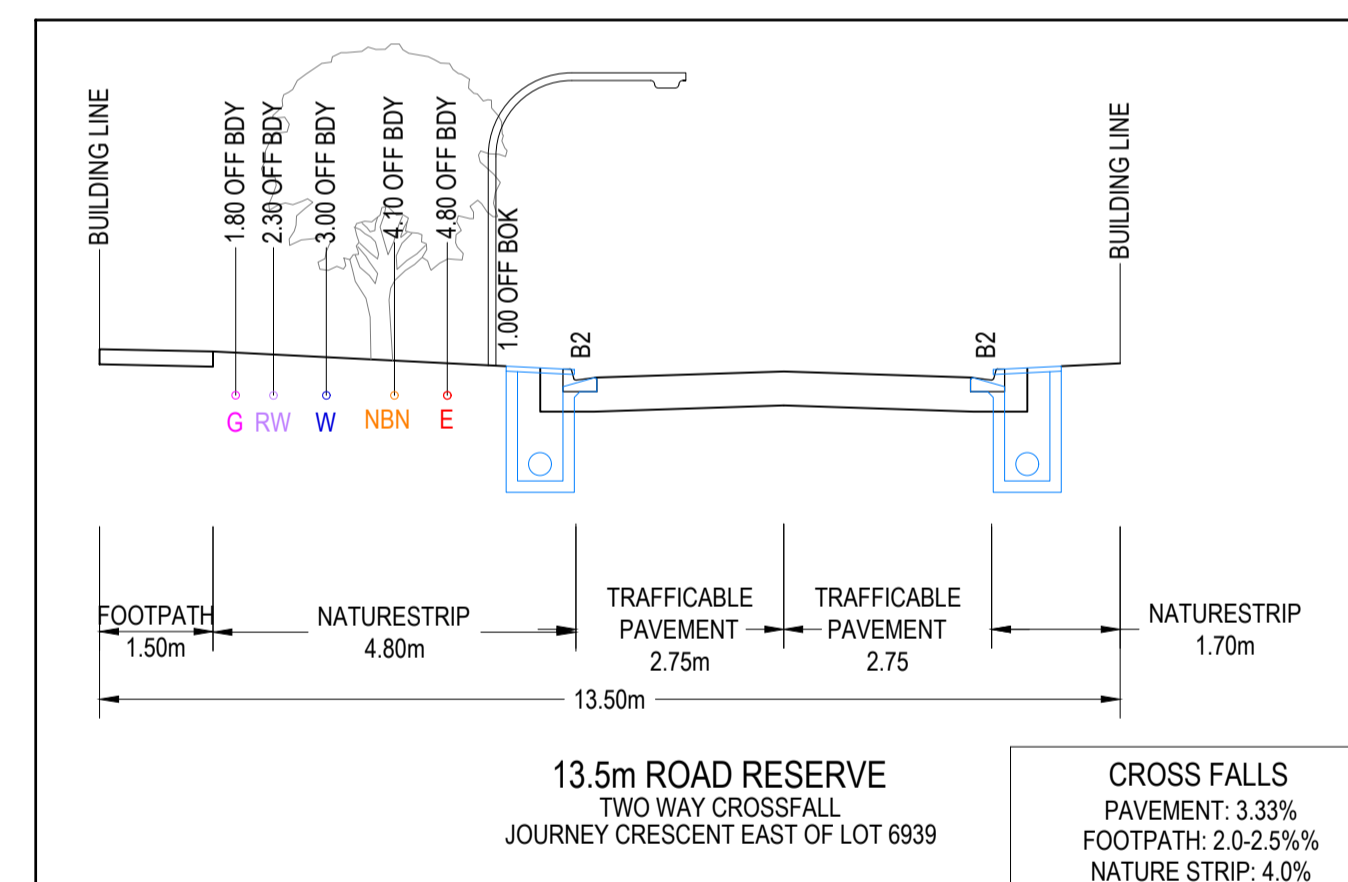 BUILDING LINE
1.80 OFF BDY
2.30 OFF BDY
3.00 OFF BDY
4.10 OFF BDY
4.80 OFF BDY
1.00 OFF BOK
B2
B2
BUILDING LINE
G
RW
W
NBN
E
FOOTPATH
1.50m
NATURESTRIP
4.80m
TRAFFICABLE
PAVEMENT
2.75m
TRAFFICABLE
PAVEMENT
2.75
NATURESTRIP
1.70m
13.50m
13.5m ROAD RESERVE
TWO WAY CROSSFALL
JOURNEY CRESCENT EAST OF LOT 6939
CROSS FALLS
PAVEMENT: 3.33%
FOOTPATH: 2.0-2.5%%
NATURE STRIP: 4.0%